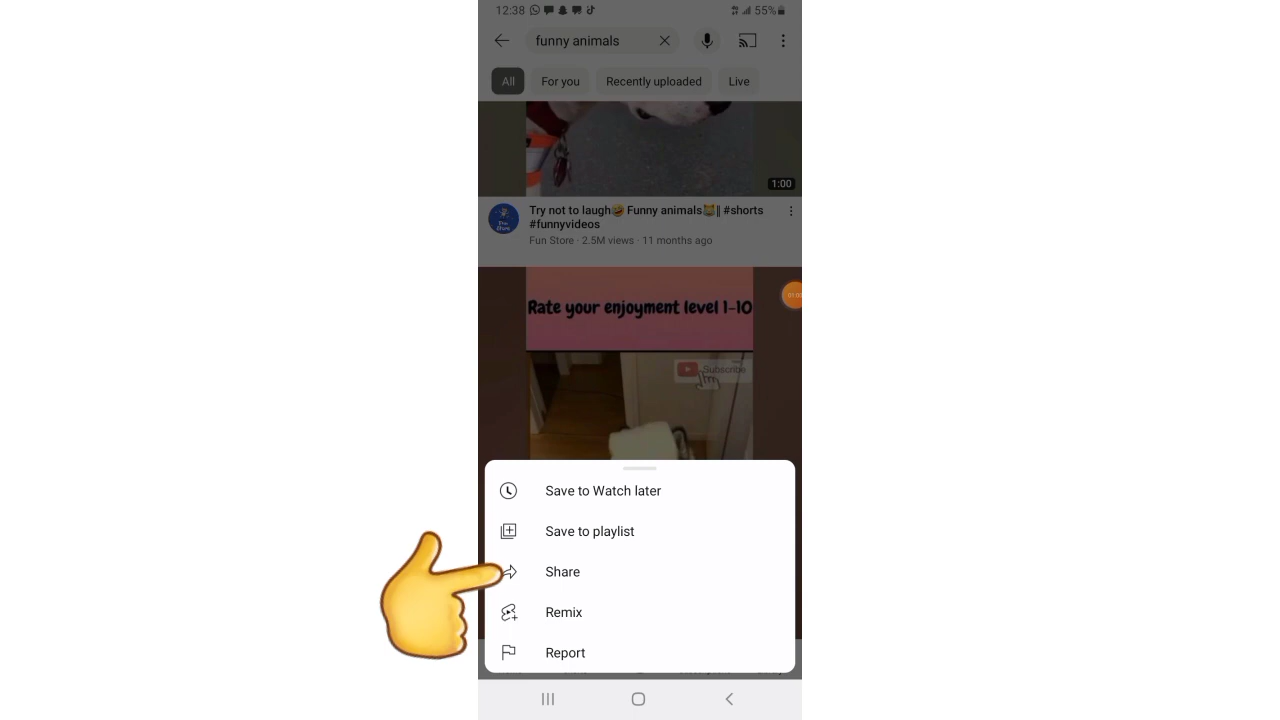 12:38 55%
funny animals
All For you Recently uploaded Live
1:00
Try not to laugh🤣 Funny animals😹|| #shorts
#funnyvideos
Fun Store · 2.5M views · 11 months ago
Rate your enjoyment level 1-10
Subscribe
Save to Watch later
Save to playlist
Share
Remix
Report